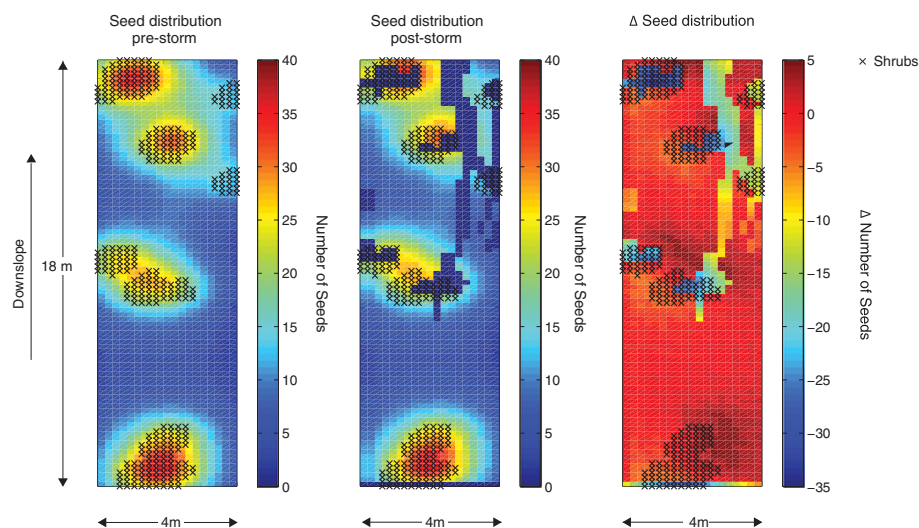 Seed distribution
pre-storm
Seed distribution
post-storm
Δ Seed distribution
× Shrubs
Downslope
18 m
40
35
30
25
20
15
10
5
0
Number of Seeds
40
35
30
25
20
15
10
5
0
Number of Seeds
5
0
−5
−10
−15
−20
−25
−30
−35
Δ Number of Seeds
4m
4m
4m